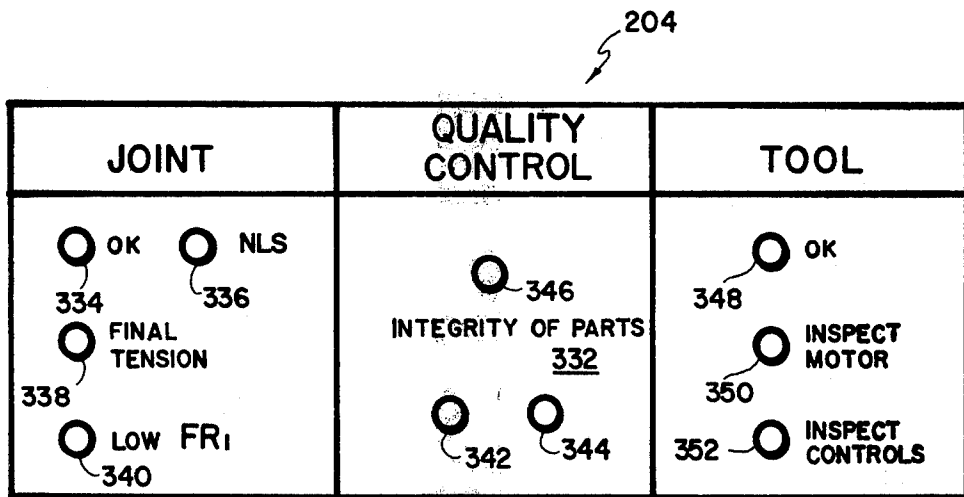 204
JOINT
QUALITY
CONTROL
TOOL
OK
NLS
334
336
FINAL
TENSION
338
LOW FR1
340
346
INTEGRITY OF PARTS
332
342
344
OK
348
INSPECT
MOTOR
350
INSPECT
CONTROLS
352